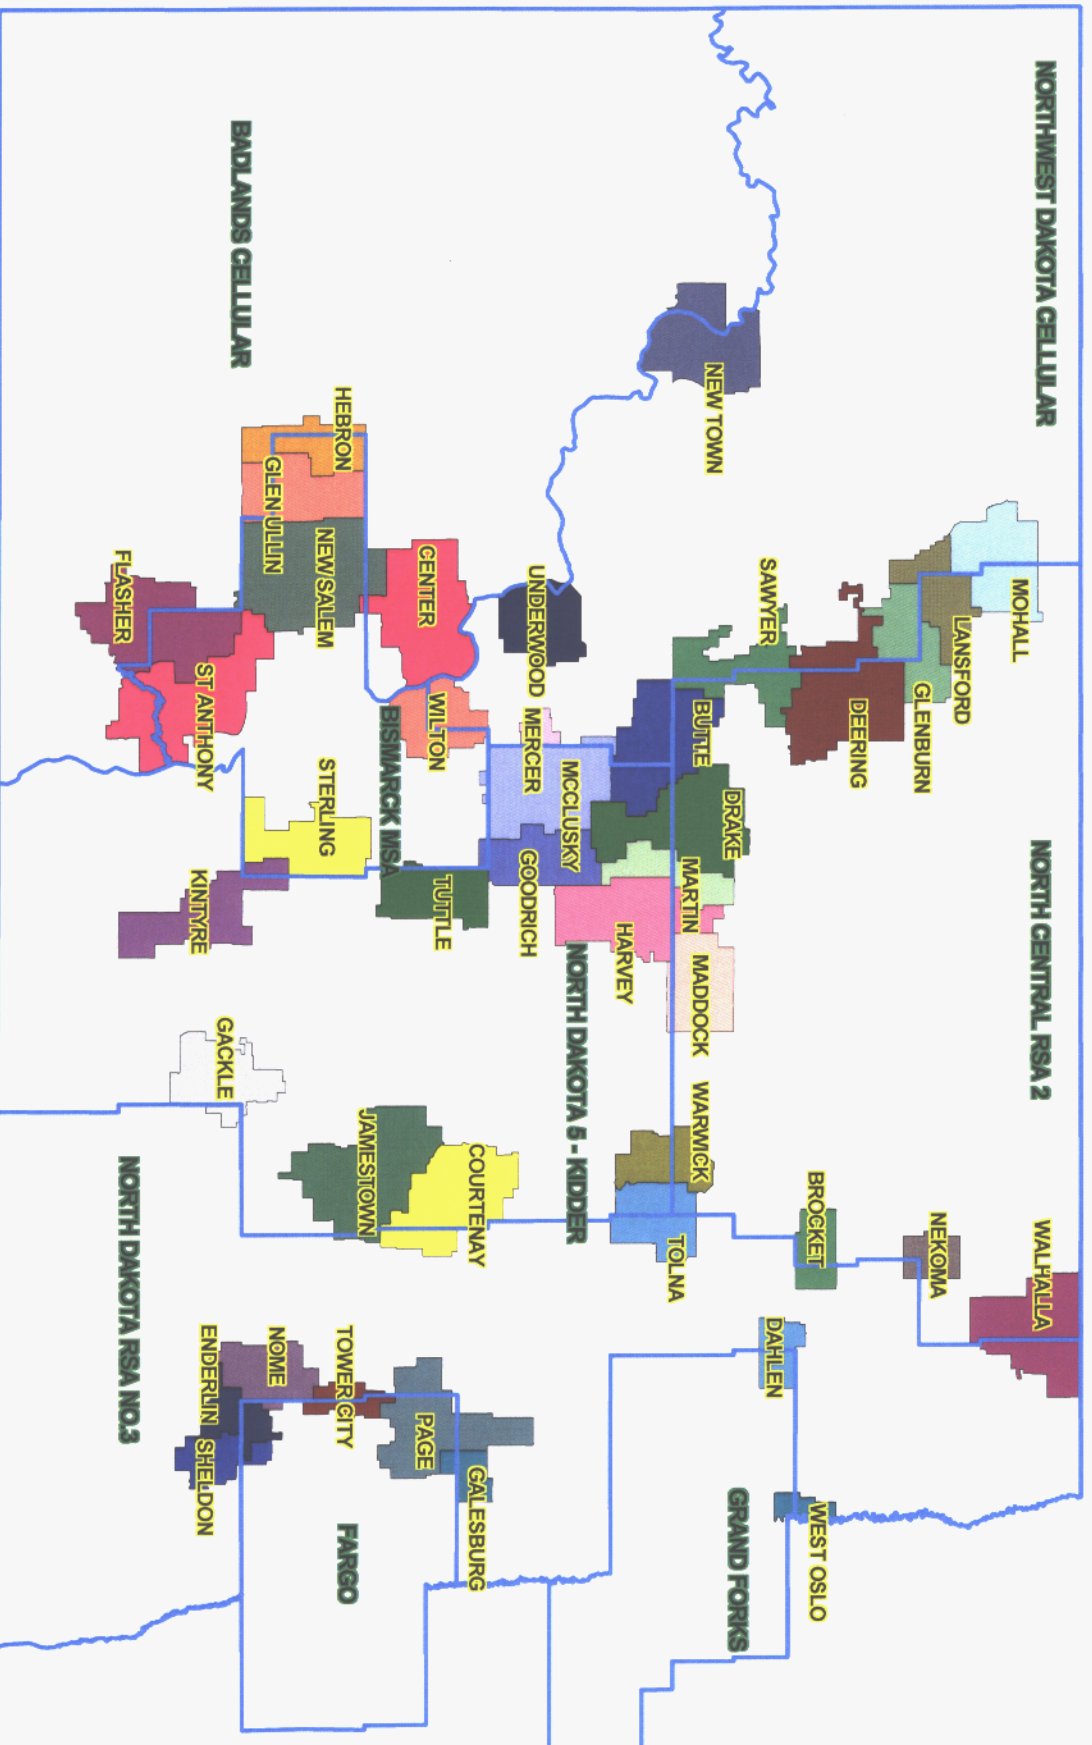 NORTHWEST DAKOTA CELLULAR
NORTH CENTRAL RSA 2
MOHALL
WALHALLA
LANSFORD
GLENBURN
NEKOMA
DEERING
SAWYER
BROCKET
WEST OSLO
NEW TOWN
BUTTE
DRAKE
MARTIN
MADDOCK
WARWICK
TOLNA
DAHLEN
GRAND FORKS
HARVEY
UNDERWOOD
MERCER
MCCLUSKY
GOODRICH
NORTH DAKOTA 5 - KIDDER
CENTER
WILTON
TUTTLE
COURTENAY
GALESBURG
BISMARCK MSA
JAMESTOWN
PAGE
HEBRON
NEW SALEM
STERLING
TOWER CITY
FARGO
BADLANDS CELLULAR
GLEN ULLIN
NOME
ST ANTHONY
KINTYRE
GACKLE
ENDERLIN
SHELDON
FLASHER
NORTH DAKOTA RSA NO.3